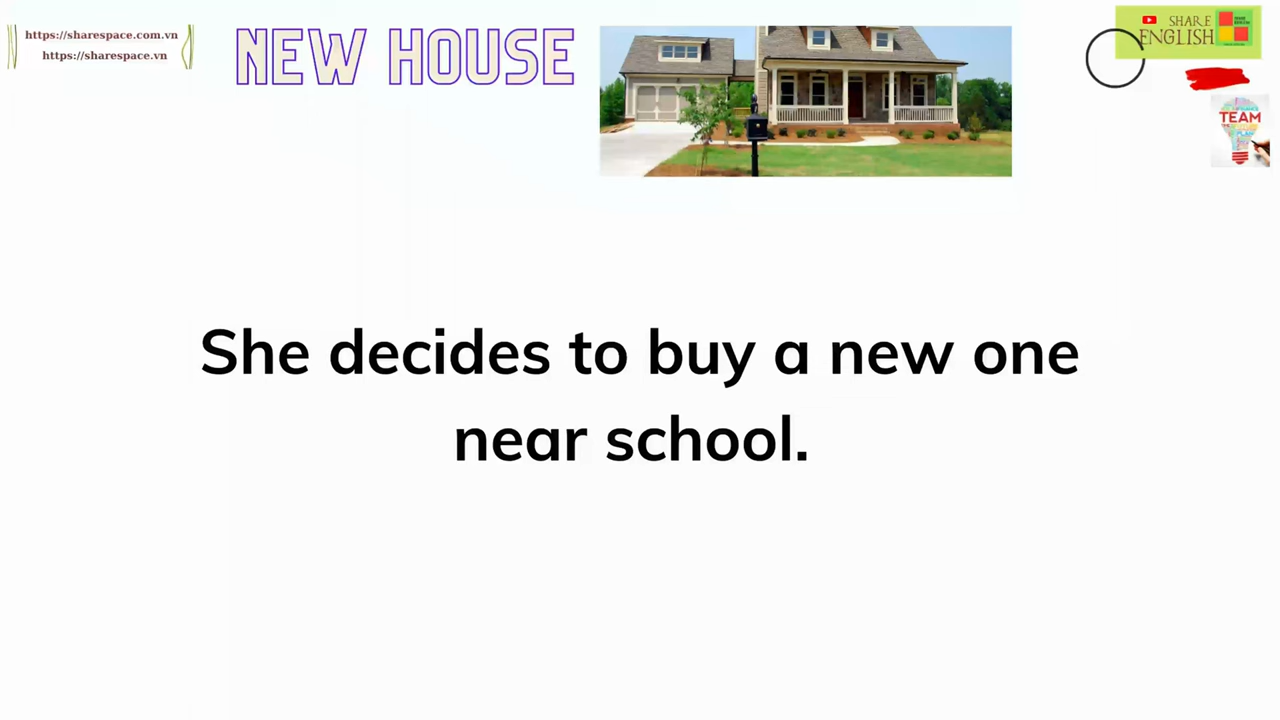 https://sharespace.com.vn
https://sharespace.vn
NEW HOUSE
SHARE
ENGLISH
TEAM
She decides to buy a new one
near school.